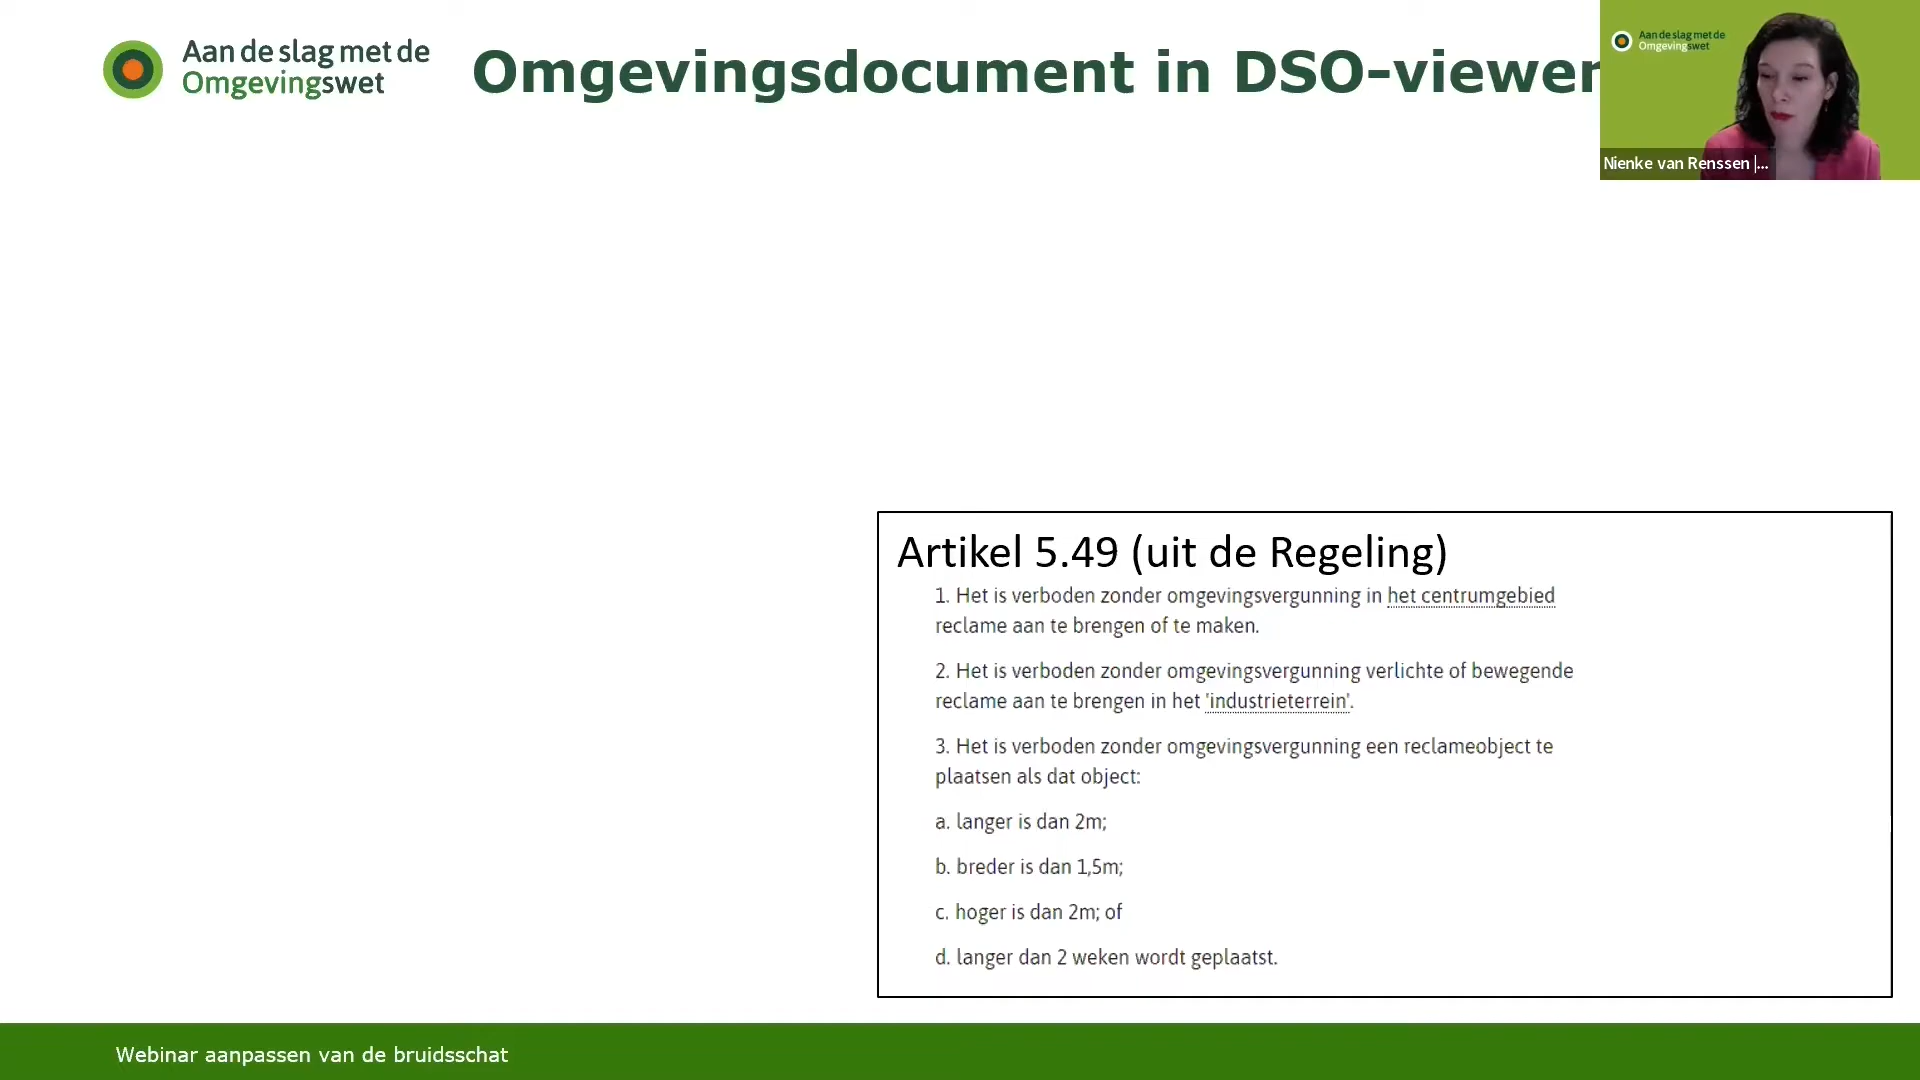 Aan de slag met de
Omgevingswet
Omgevingsdocument in DSO-viewer
Aan de slag met de
Omgevingswet
Nienke van Renssen |...
Artikel 5.49 (uit de Regeling)
1. Het is verboden zonder omgevingsvergunning in het centrumgebied
reclame aan te brengen of te maken.
2. Het is verboden zonder omgevingsvergunning verlichte of bewegende
reclame aan te brengen in het 'industrieterrein'.
3. Het is verboden zonder omgevingsvergunning een reclameobject te
plaatsen als dat object:
a. langer is dan 2m;
b. breder is dan 1,5m;
c. hoger is dan 2m; of
d. langer dan 2 weken wordt geplaatst.
Webinar aanpassen van de bruidsschat